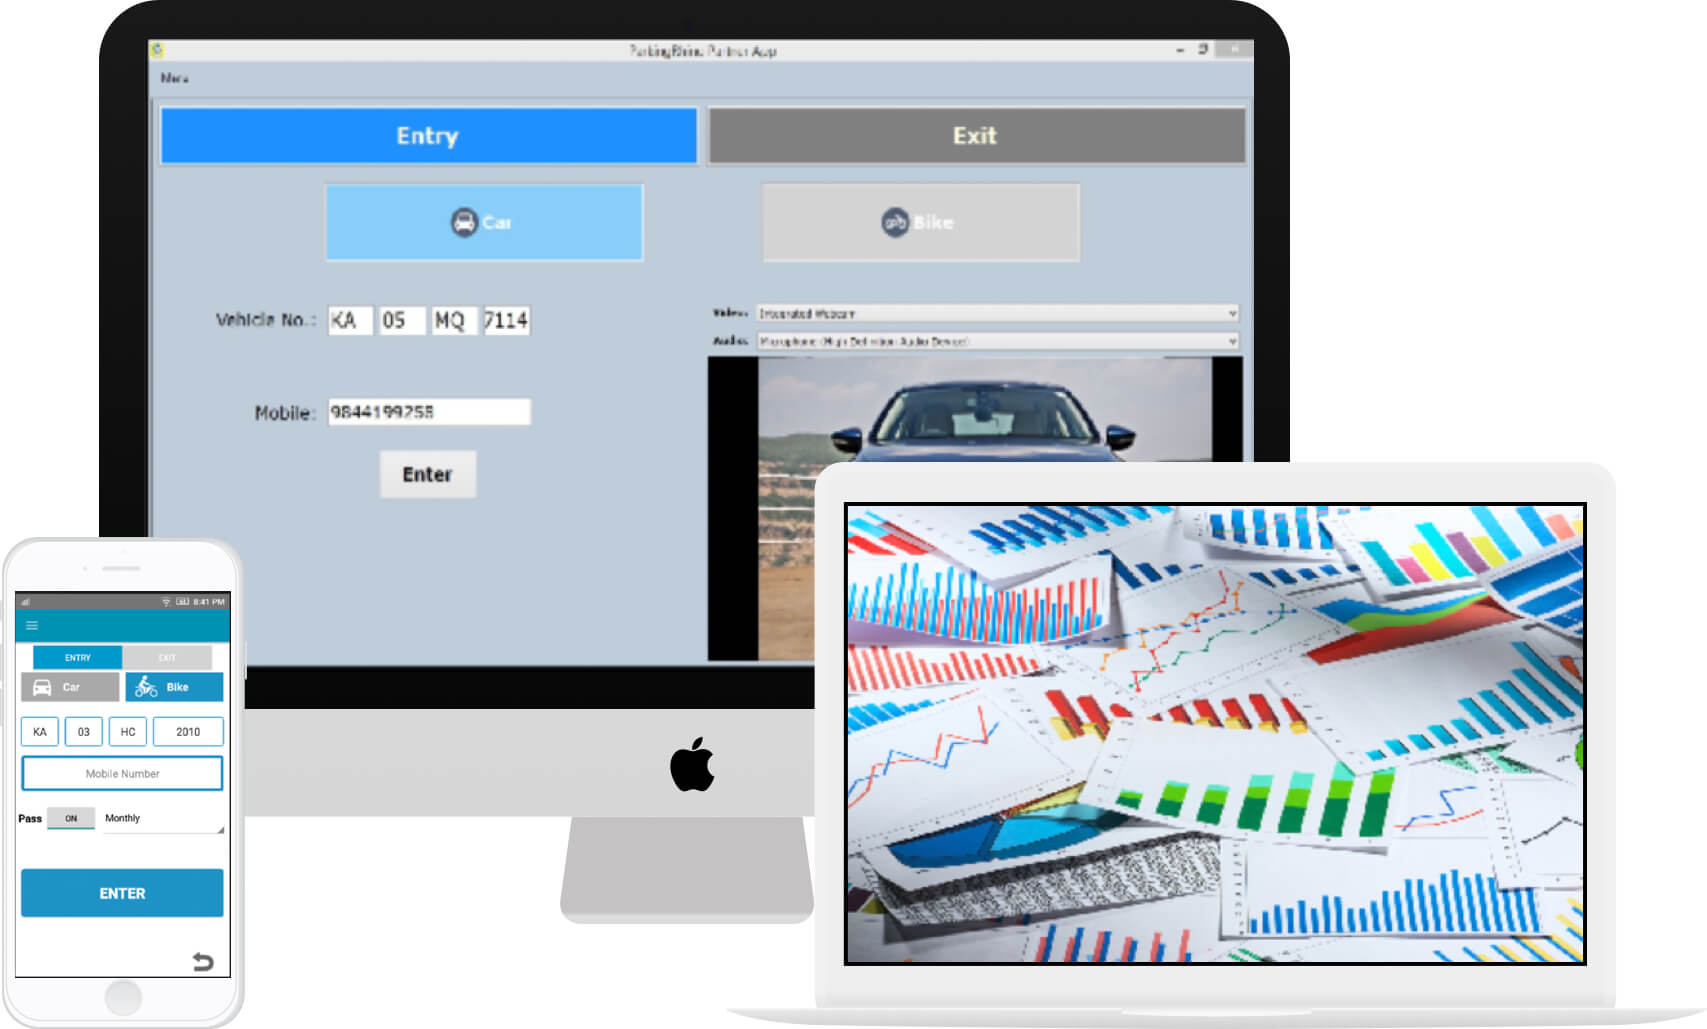 ParkingRhino Partner App
Menu
Entry
Exit
Car
Bike
Vehicle No.: KA 05 MQ 7114
Video: Integrated Webcam
Audio: Microphone (High Definition Audio Device)
Mobile: 9844199258
Enter
8:41 PM
ENTRY
EXIT
Car
Bike
KA 03 HC 2010
Mobile Number
Pass ON Monthly
ENTER